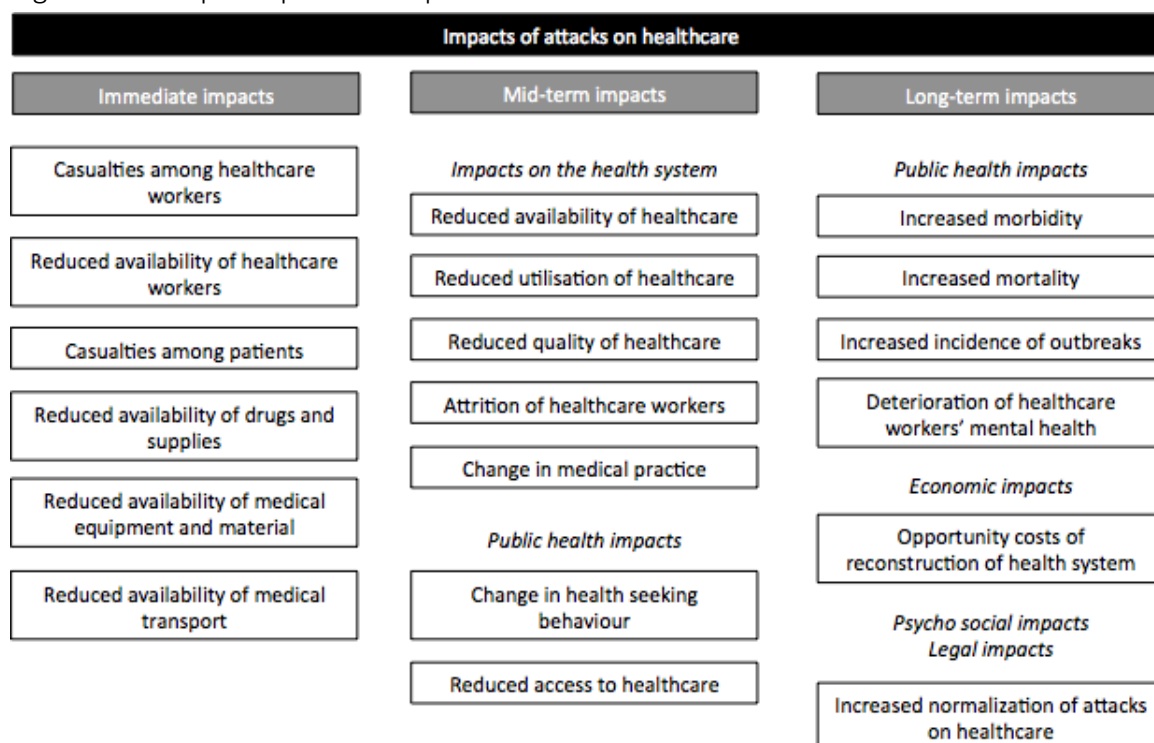 Impacts of attacks on healthcare
Immediate impacts
Casualties among healthcare
workers
Reduced availability of healthcare
workers
Casualties among patients
Reduced availability of drugs and
supplies
Reduced availability of medical
equipment and material
Reduced availability of medical
transport
Mid-term impacts
Impacts on the health system
Reduced availability of healthcare
Reduced utilisation of healthcare
Reduced quality of healthcare
Attrition of healthcare workers
Change in medical practice
Public health impacts
Change in health seeking
behaviour
Reduced access to healthcare
Long-term impacts
Public health impacts
Increased morbidity
Increased mortality
Increased incidence of outbreaks
Deterioration of healthcare
workers’ mental health
Economic impacts
Opportunity costs of
reconstruction of health system
Psycho social impacts
Legal impacts
Increased normalization of attacks
on healthcare